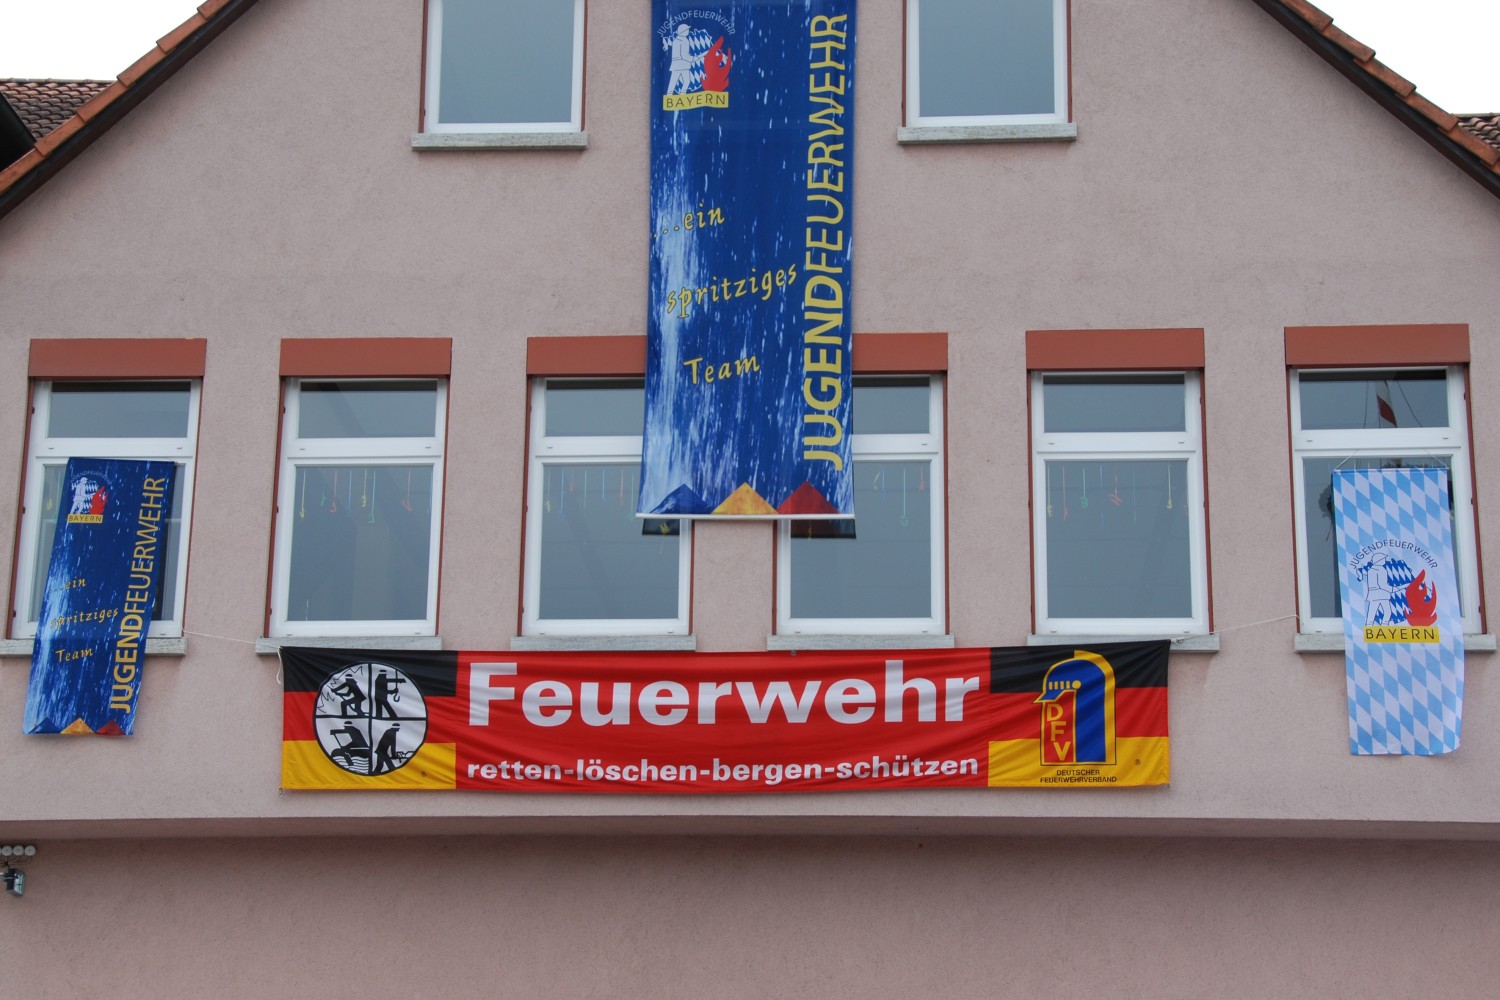 JUGENDFEUERWEHR
BAYERN
...ein
spritziges
Team
JUGENDFEUERWEHR
JUGENDFEUERWEHR
BAYERN
...ein
spritziges
Team
JUGENDFEUERWEHR
JUGENDFEUERWEHR
BAYERN
Feuerwehr
retten-löschen-bergen-schützen
DFV
DEUTSCHER
FEUERWEHRVERBAND
®